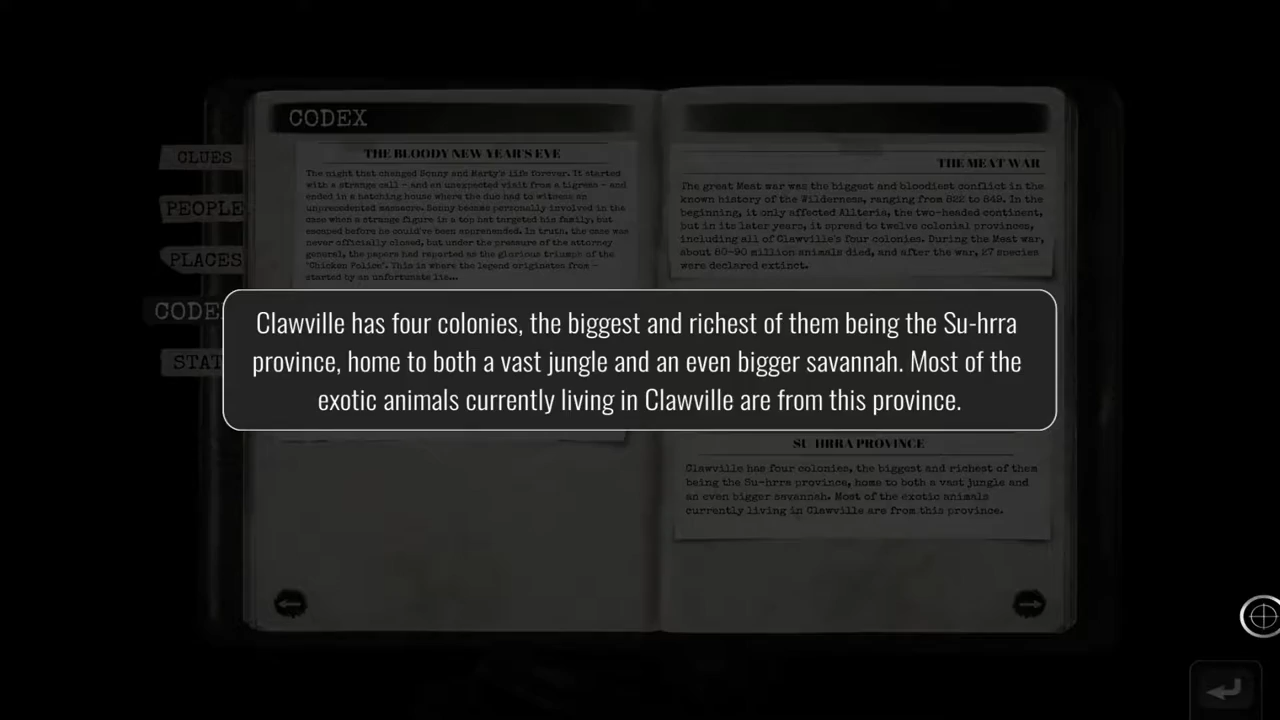 CODEX
CLUES
PEOPLE
PLACES
CODE
STAT
THE BLOODY NEW YEAR'S EVE
The night that changed Sonny and Marty's life forever. It started
with a strange call – and an unexpected visit from a tigress – and
ended in a hatching house where the duo had to witness an
unprecedented massacre. Sonny became personally involved in the
case when a strange figure in a top hat targeted his family, but
escaped before he could've been apprehended. In truth, the case was
never officially closed, but under the pressure of the attorney
general, the papers had reported as the glorious triumph of the
'Chicken Police'. This is where the legend originates from –
started by an unfortunate lie...
THE MEAT WAR
The great Meat war was the biggest and bloodiest conflict in the
known history of the Wilderness, ranging from 822 to 849. In the
beginning, it only affected Allteria, the two-headed continent,
but in its later years, it spread to twelve colonial provinces,
including all of Clawville's four colonies. During the Meat war,
about 80-90 million animals died, and after the war, 27 species
were declared extinct.
Clawville has four colonies, the biggest and richest of them being the Su-hrra
province, home to both a vast jungle and an even bigger savannah. Most of the
exotic animals currently living in Clawville are from this province.
SU-HRRA PROVINCE
Clawville has four colonies, the biggest and richest of them
being the Su-hrra province, home to both a vast jungle and
an even bigger savannah. Most of the exotic animals
currently living in Clawville are from this province.